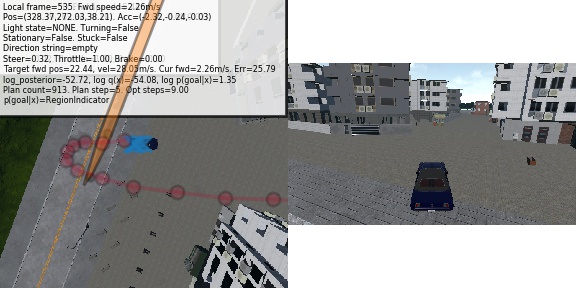 Local frame=535. Fwd speed=2.26m/s
Pos=(328.37,273.03,38.21). Acc=(-2.32,-0.24,-0.03)
Light state=NONE. Turning=False
Stationary=False. Stuck=False
Direction string=empty
Steer=0.32, Throttle=1.00, Brake=0.00
Target fwd pos=22.44, vel=28.05m/s. Cur fwd=2.26m/s. Err=25.79
log_posterior=-52.72, log q(x)=-54.08, log p(goal|x)=1.35
Plan count=913. Plan step=5. Opt steps=9.00
p(goal|x)=RegionIndicator